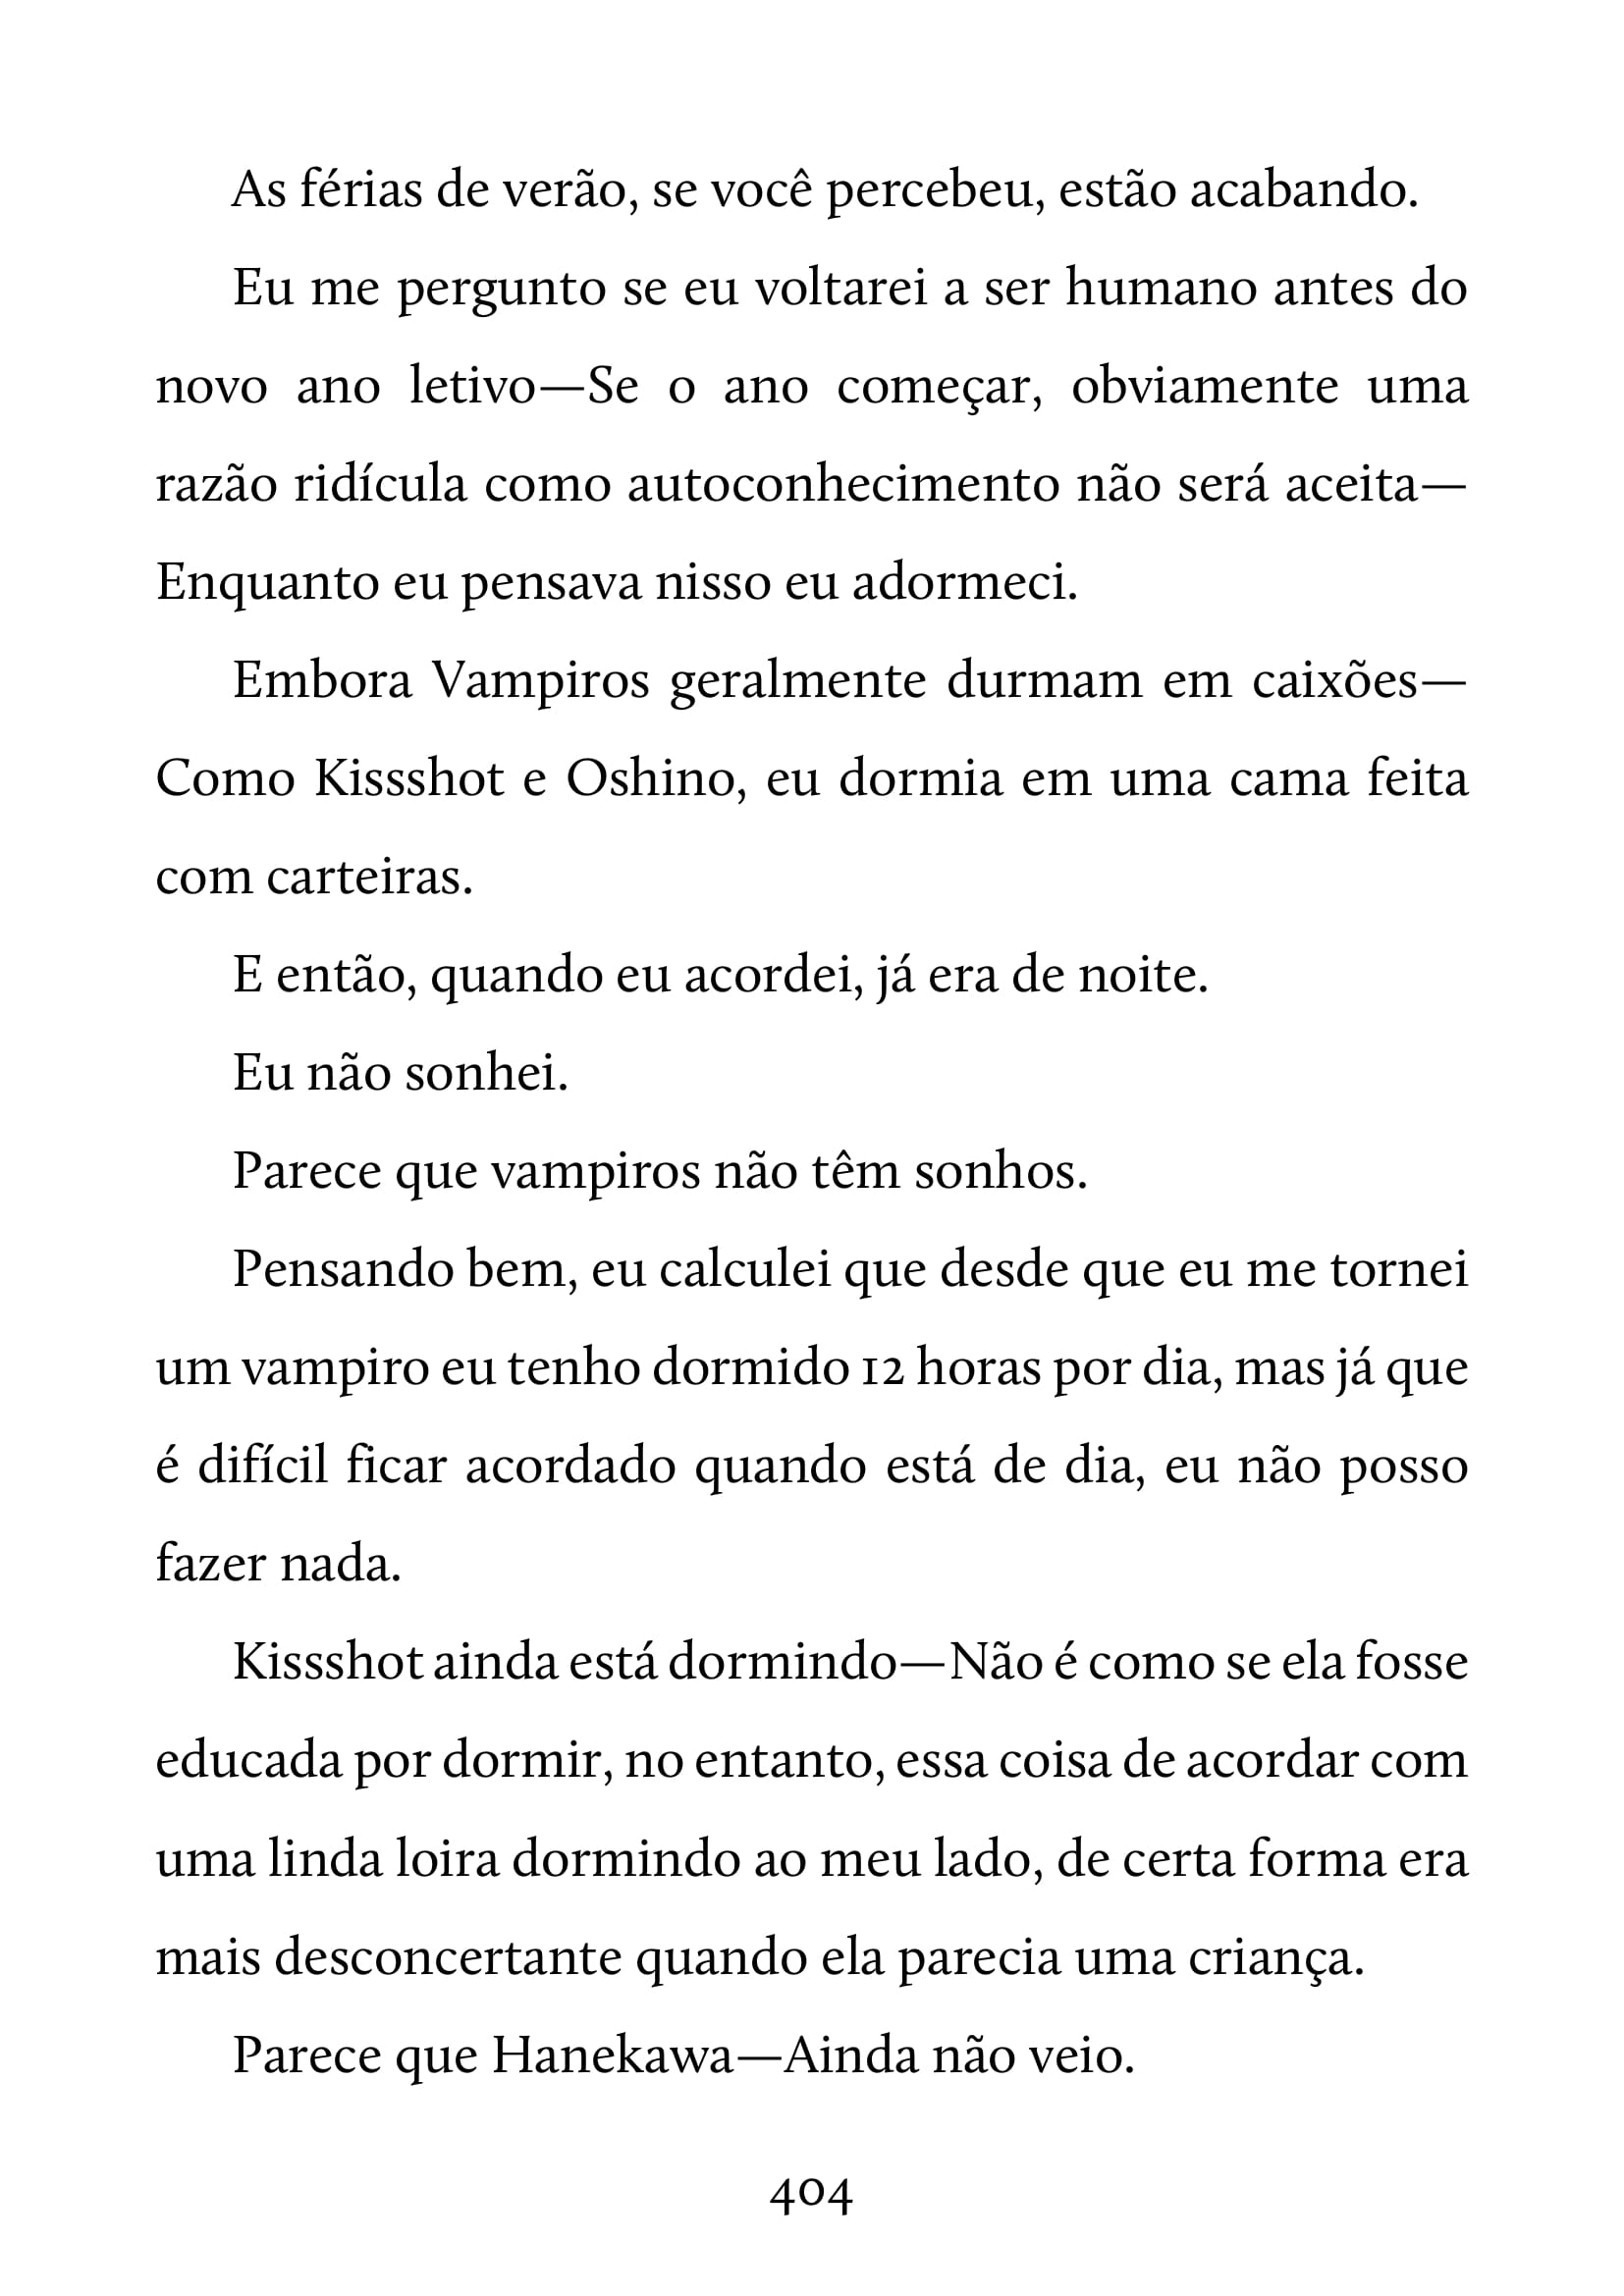 As férias de verão, se você percebeu, estão acabando.
Eu me pergunto se eu voltarei a ser humano antes do
novo ano letivo—Se o ano começar, obviamente uma
razão ridícula como autoconhecimento não será aceita—
Enquanto eu pensava nisso eu adormeci.
Embora Vampiros geralmente durmam em caixões—
Como Kissshot e Oshino, eu dormia em uma cama feita
com carteiras.
E então, quando eu acordei, já era de noite.
Eu não sonhei.
Parece que vampiros não têm sonhos.
Pensando bem, eu calculei que desde que eu me tornei
um vampiro eu tenho dormido 12 horas por dia, mas já que
é difícil ficar acordado quando está de dia, eu não posso
fazer nada.
Kissshot ainda está dormindo—Não é como se ela fosse
educada por dormir, no entanto, essa coisa de acordar com
uma linda loira dormindo ao meu lado, de certa forma era
mais desconcertante quando ela parecia uma criança.
Parece que Hanekawa—Ainda não veio.
404